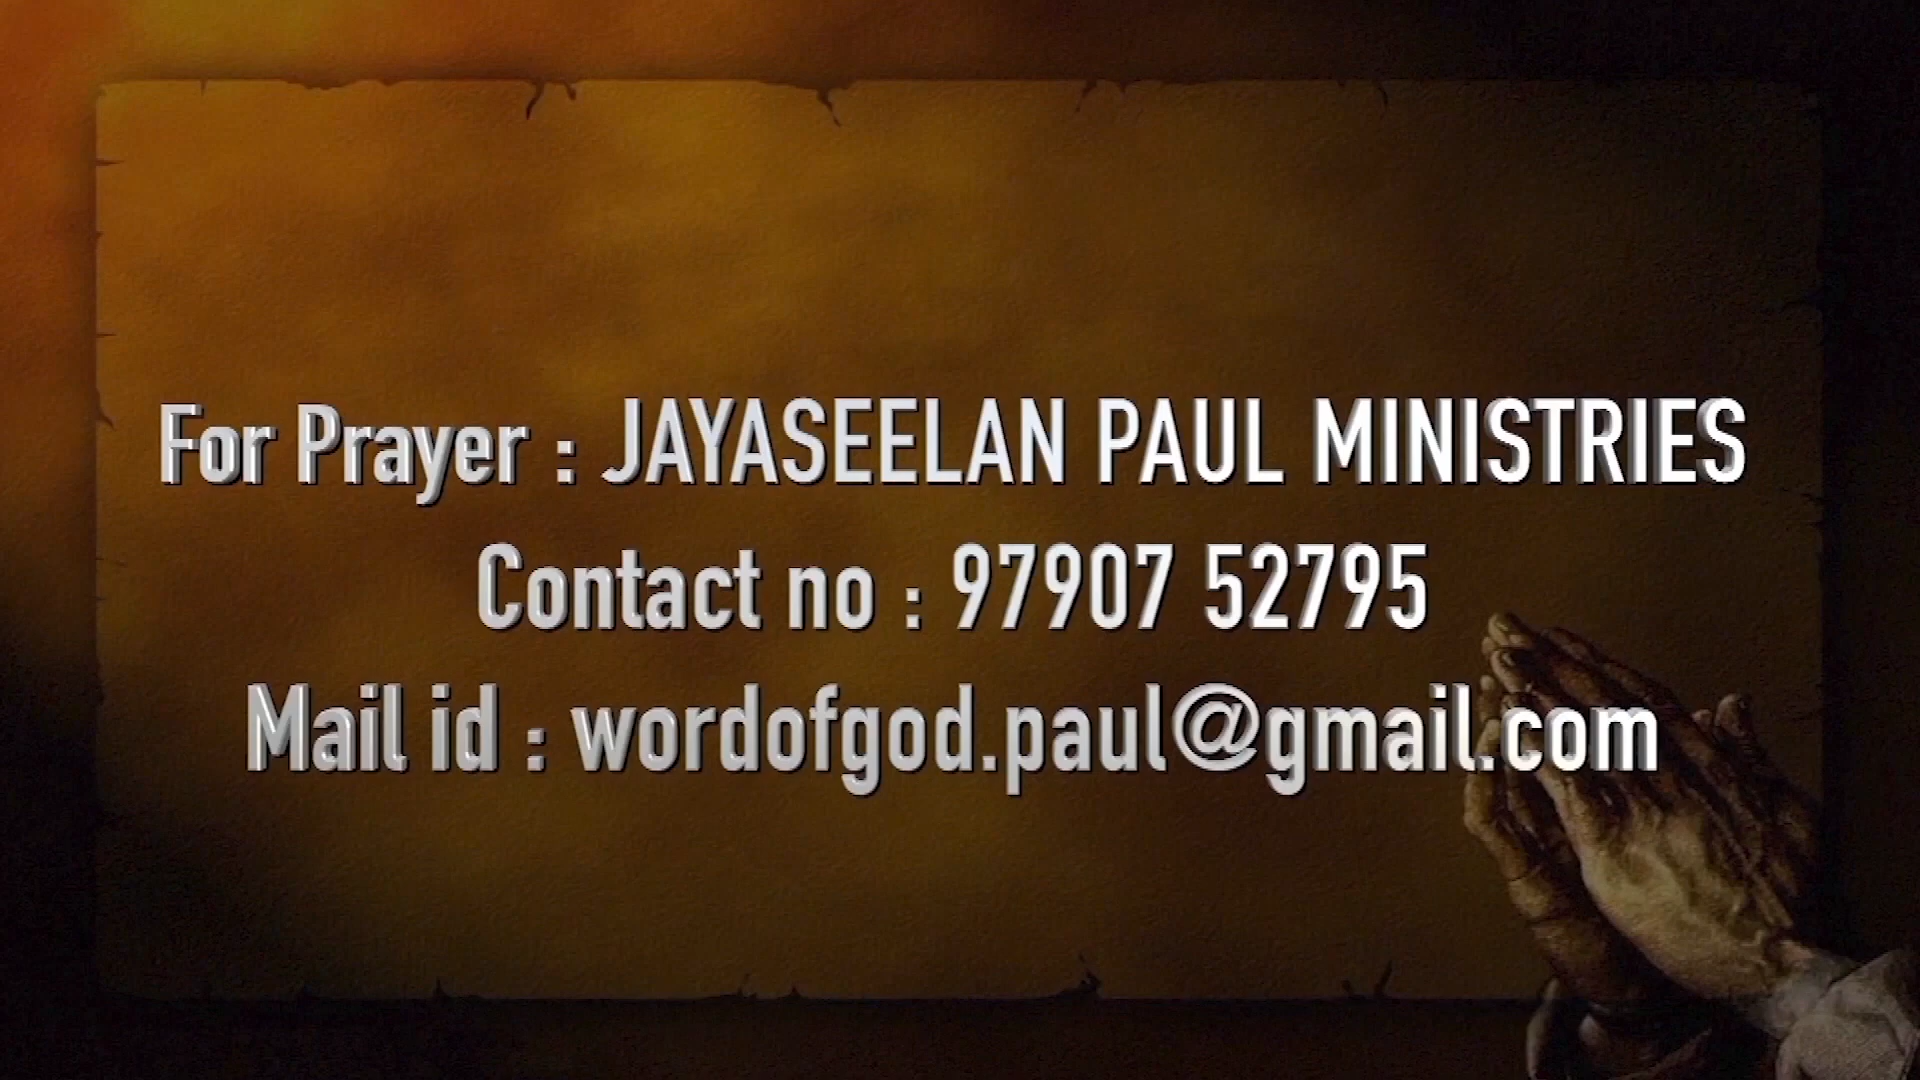 For Prayer : JAYASEELAN PAUL MINISTRIES
Contact no : 97907 52795
Mail id : wordofgod.paul@gmail.com